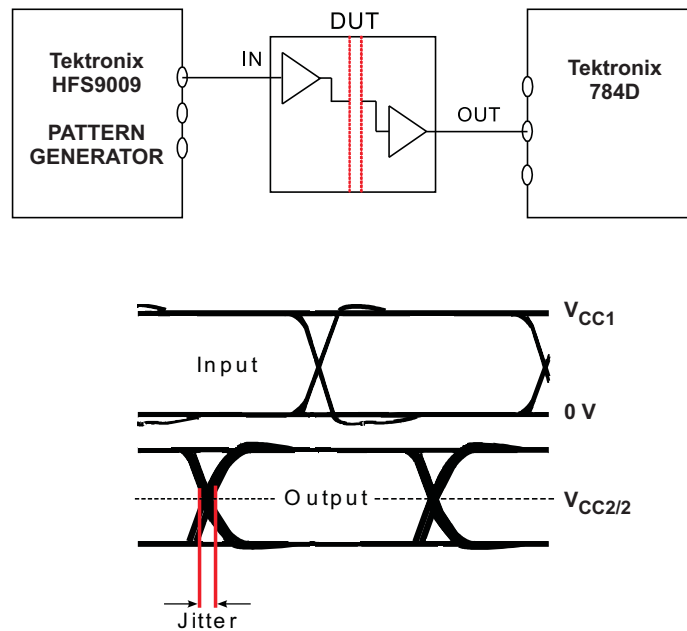 DUT
Tektronix
HFS9009
PATTERN
GENERATOR
IN
OUT
Tektronix
784D
Input
VCC1
0 V
Output
VCC2/2
Jitter